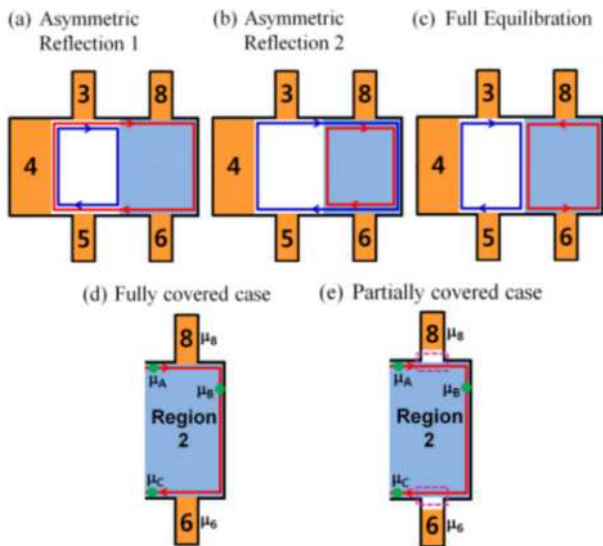 (a) Asymmetric Reflection 1
(b) Asymmetric Reflection 2
(c) Full Equilibration
3 8
3 8
3 8
4
4
4
5 6
5 6
5 6
(d) Fully covered case
(e) Partially covered case
8 μ8
8 μ8
μA
μB
μA
μB
Region 2
Region 2
μC
μC
6 μ6
6 μ6